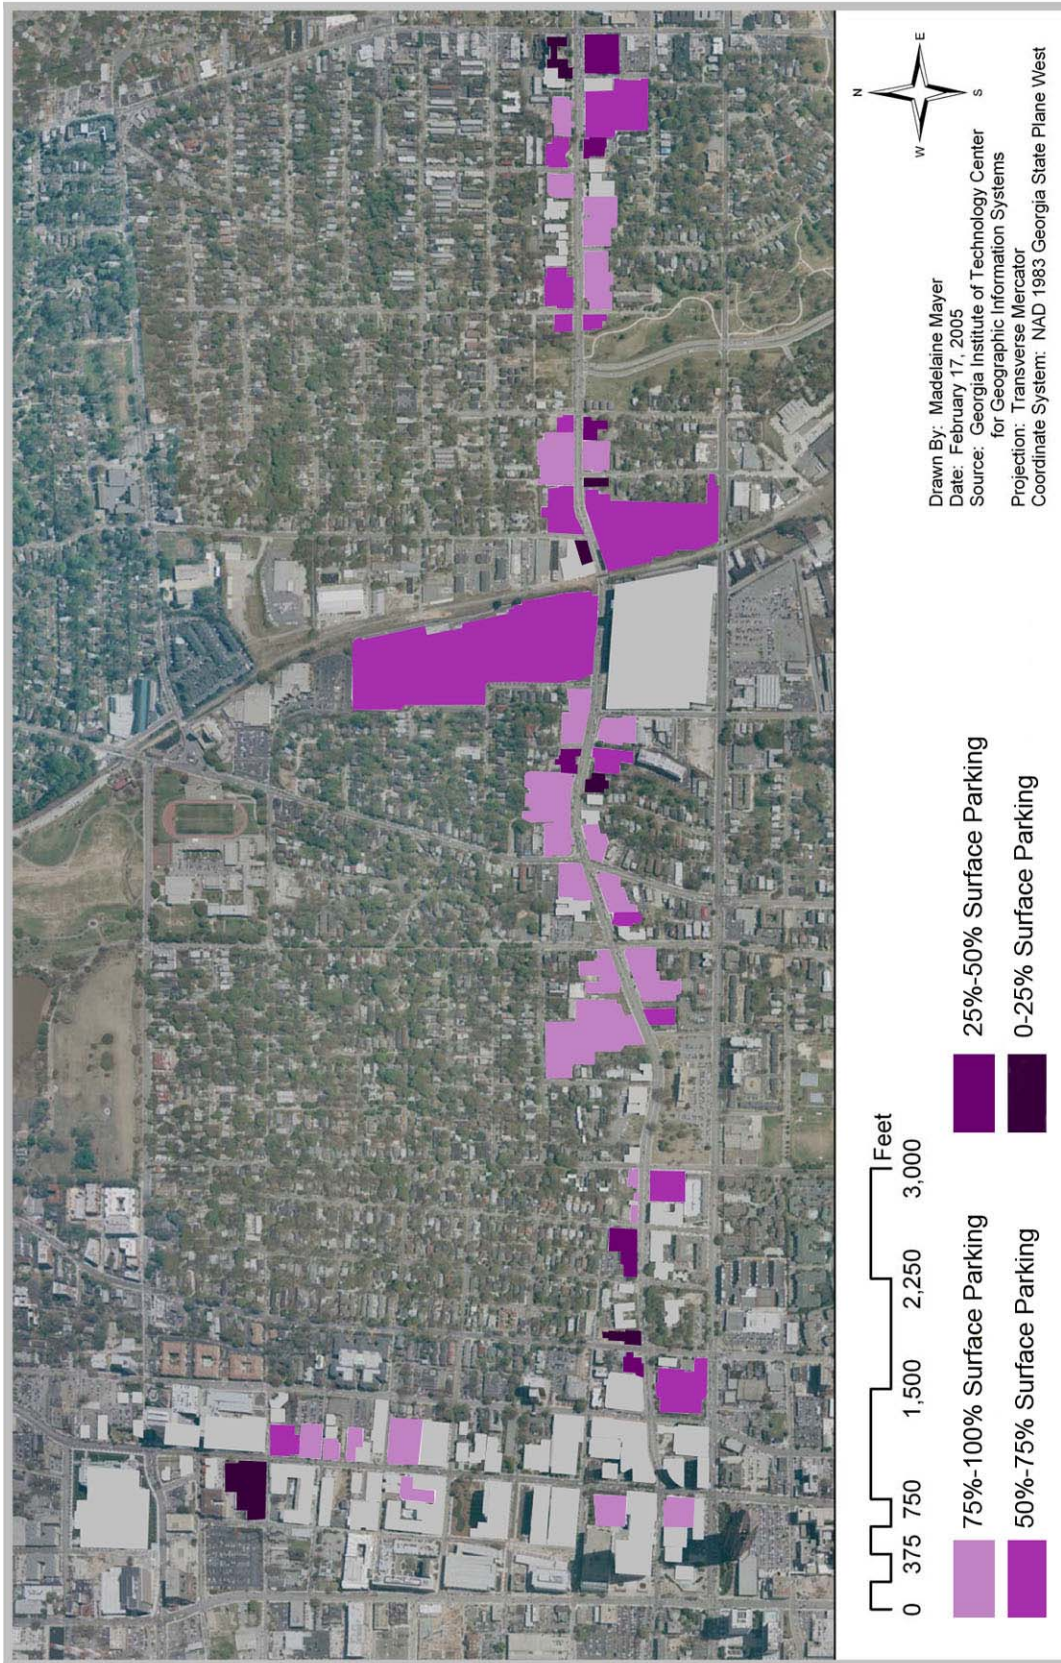 0 375 750 1,500 2,250 3,000
Feet
75%-100% Surface Parking
50%-75% Surface Parking
25%-50% Surface Parking
0-25% Surface Parking
Drawn By: Madelaine Mayer
Date: February 17, 2005
Source: Georgia Institute of Technology Center
for Geographic Information Systems
Projection: Transverse Mercator
Coordinate System: NAD 1983 Georgia State Plane West
N
W
E
S